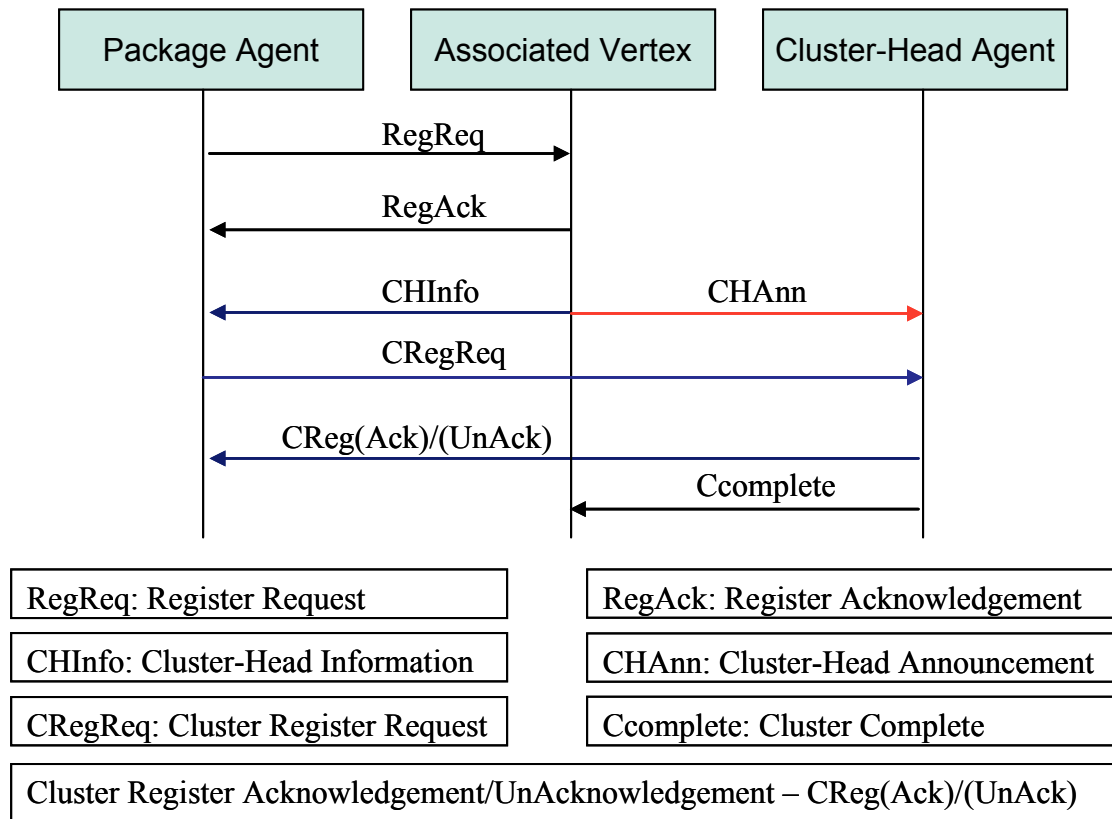 Package Agent
Associated Vertex
Cluster-Head Agent
RegReq
RegAck
CHInfo
CHAnn
CRegReq
CReg(Ack)/(UnAck)
Ccomplete
RegReq: Register Request
RegAck: Register Acknowledgement
CHInfo: Cluster-Head Information
CHAnn: Cluster-Head Announcement
CRegReq: Cluster Register Request
Ccomplete: Cluster Complete
Cluster Register Acknowledgement/UnAcknowledgement – CReg(Ack)/(UnAck)